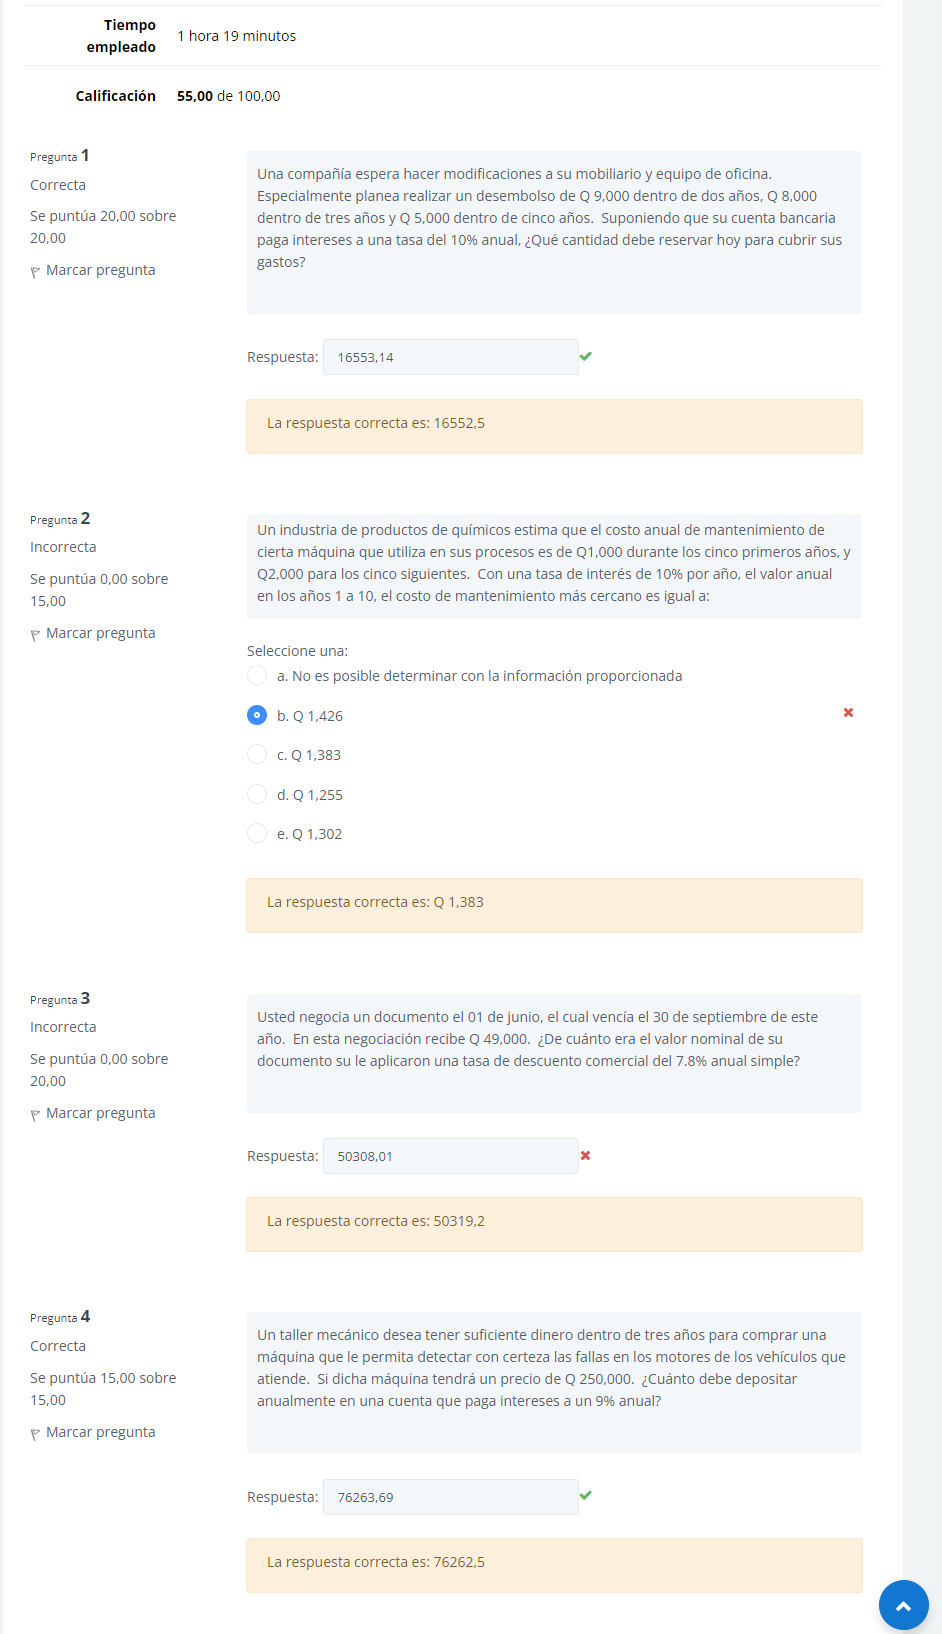 Tiempo empleado
1 hora 19 minutos
Calificación
55,00 de 100,00
Pregunta 1
Correcta
Se puntúa 20,00 sobre
20,00
Marcar pregunta
Una compañía espera hacer modificaciones a su mobiliario y equipo de oficina.
Especialmente planea realizar un desembolso de Q 9,000 dentro de dos años, Q 8,000
dentro de tres años y Q 5,000 dentro de cinco años. Suponiendo que su cuenta bancaria
paga intereses a una tasa del 10% anual, ¿Qué cantidad debe reservar hoy para cubrir sus
gastos?
Respuesta: 16553,14
La respuesta correcta es: 16552,5
Pregunta 2
Incorrecta
Se puntúa 0,00 sobre
15,00
Marcar pregunta
Un industria de productos de químicos estima que el costo anual de mantenimiento de
cierta máquina que utiliza en sus procesos es de Q1,000 durante los cinco primeros años, y
Q2,000 para los cinco siguientes. Con una tasa de interés de 10% por año, el valor anual
en los años 1 a 10, el costo de mantenimiento más cercano es igual a:
Seleccione una:
a. No es posible determinar con la información proporcionada
b. Q 1,426
c. Q 1,383
d. Q 1,255
e. Q 1,302
La respuesta correcta es: Q 1,383
Pregunta 3
Incorrecta
Se puntúa 0,00 sobre
20,00
Marcar pregunta
Usted negocia un documento el 01 de junio, el cual vencía el 30 de septiembre de este
año. En esta negociación recibe Q 49,000. ¿De cuánto era el valor nominal de su
documento su le aplicaron una tasa de descuento comercial del 7.8% anual simple?
Respuesta: 50308,01
La respuesta correcta es: 50319,2
Pregunta 4
Correcta
Se puntúa 15,00 sobre
15,00
Marcar pregunta
Un taller mecánico desea tener suficiente dinero dentro de tres años para comprar una
máquina que le permita detectar con certeza las fallas en los motores de los vehículos que
atiende. Si dicha máquina tendrá un precio de Q 250,000. ¿Cuánto debe depositar
anualmente en una cuenta que paga intereses a un 9% anual?
Respuesta: 76263,69
La respuesta correcta es: 76262,5